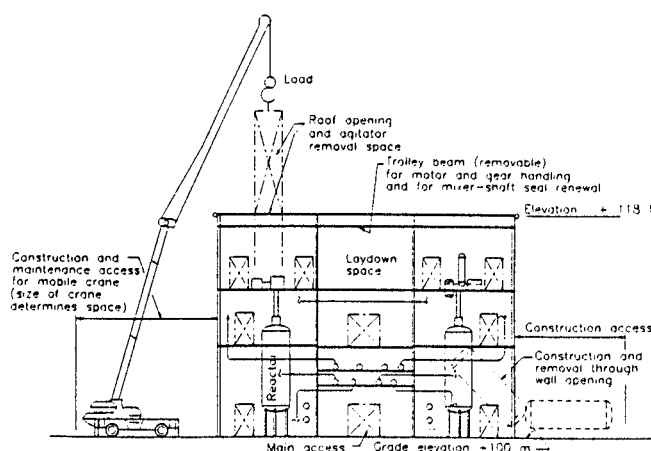 Load
Roof opening
and agitator
removal space
Trolley beam (removable)
for motor and gear handling
and for mixer-shaft seal renewal
Elevation + 118
Construction and
maintenance access
for mobile crane
(size of crane
determines space)
Laydown
space
Construction access
Construction and
removal through
wall opening
Reactor
Main access
Grade elevation +100 m